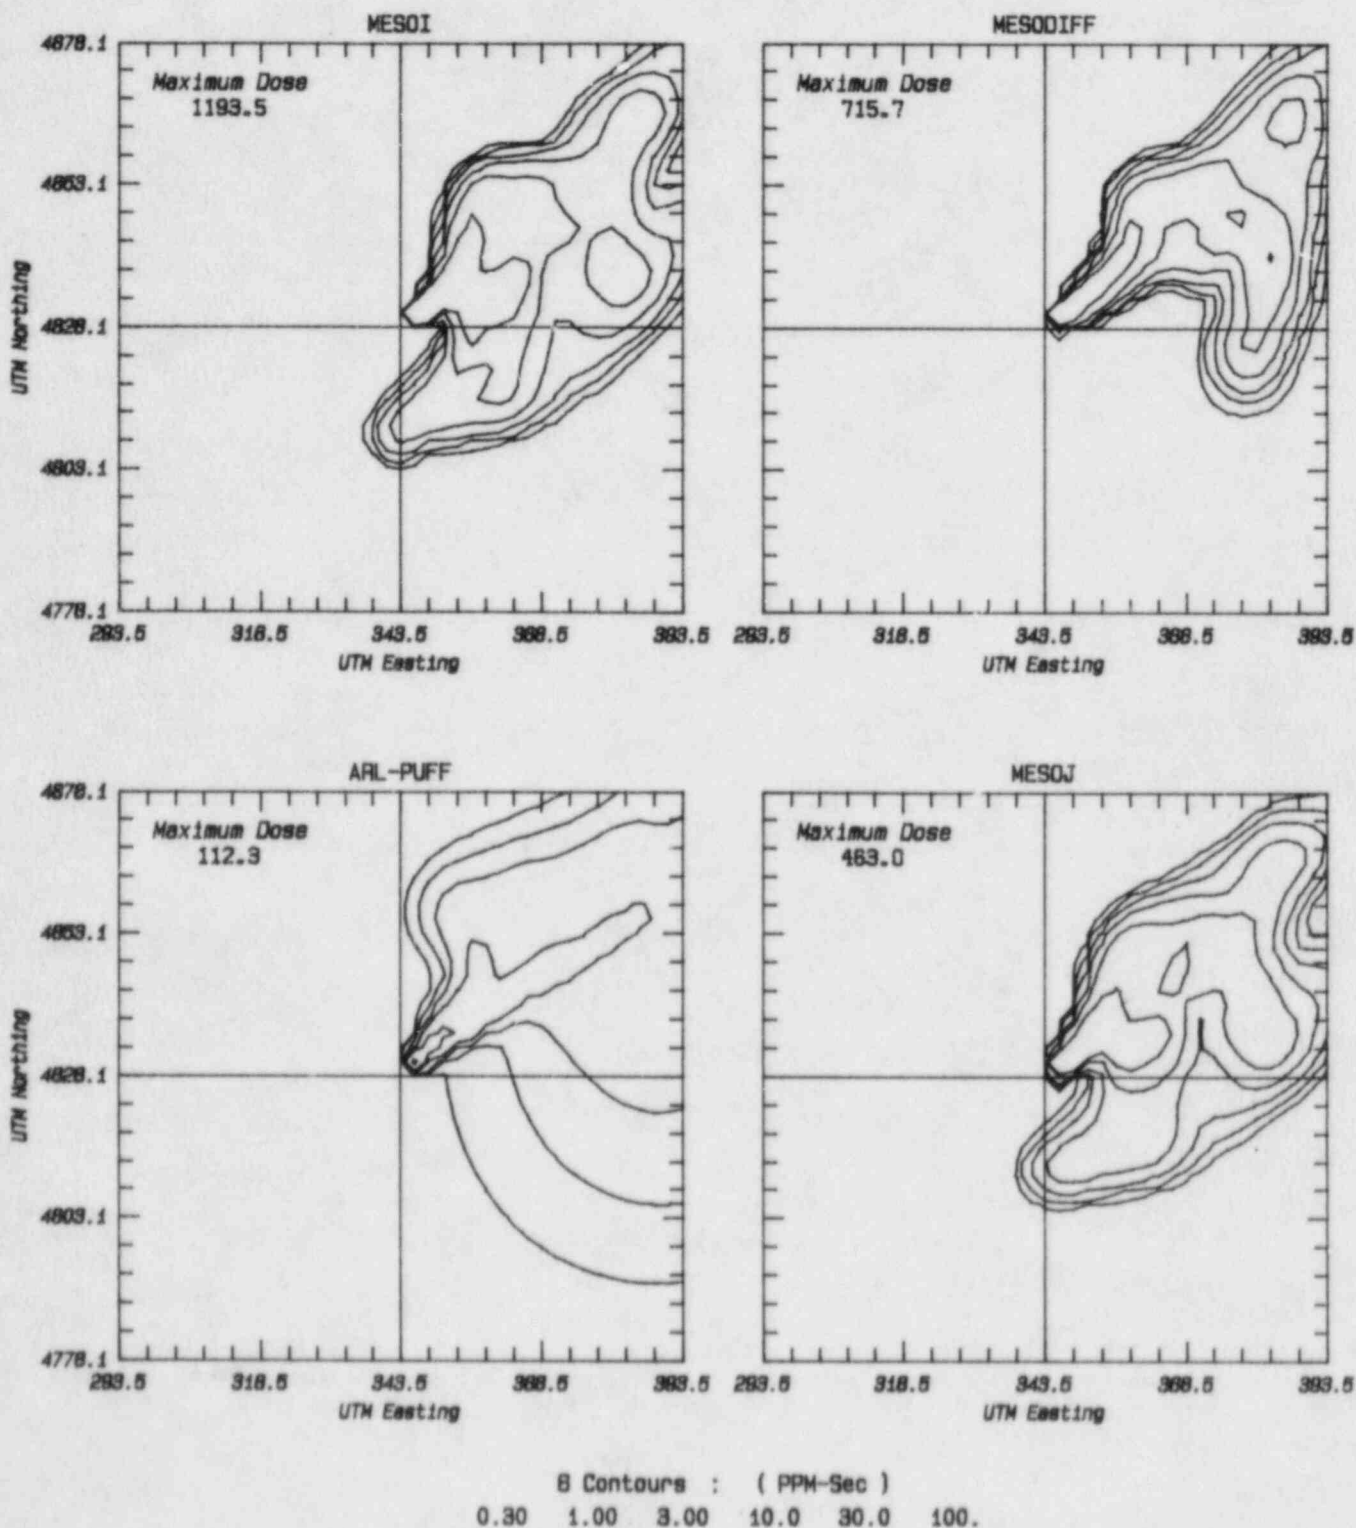 MESOI
4878.1
Maximum Dose
1193.5
4853.1
4828.1
4803.1
4778.1
UTM Northing
293.5 318.5 343.5 368.5 393.5
UTM Easting
MESODIFF
Maximum Dose
715.7
293.5 318.5 343.5 368.5 393.5
UTM Easting
ARL-PUFF
4878.1
Maximum Dose
112.3
4853.1
4828.1
4803.1
4778.1
UTM Northing
293.5 318.5 343.5 368.5 393.5
UTM Easting
MESOJ
Maximum Dose
463.0
293.5 318.5 343.5 368.5 393.5
UTM Easting
6 Contours : ( PPM-Sec )
0.30 1.00 3.00 10.0 30.0 100.